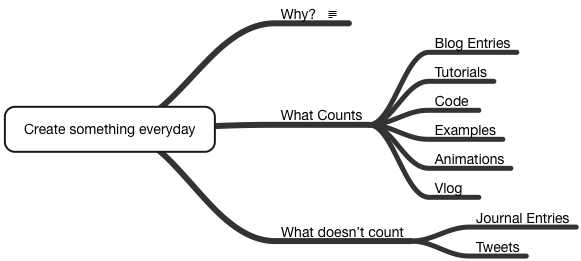 Why?
Blog Entries
Tutorials
What Counts
Code
Create something everyday
Examples
Animations
Vlog
Journal Entries
What doesn't count
Tweets